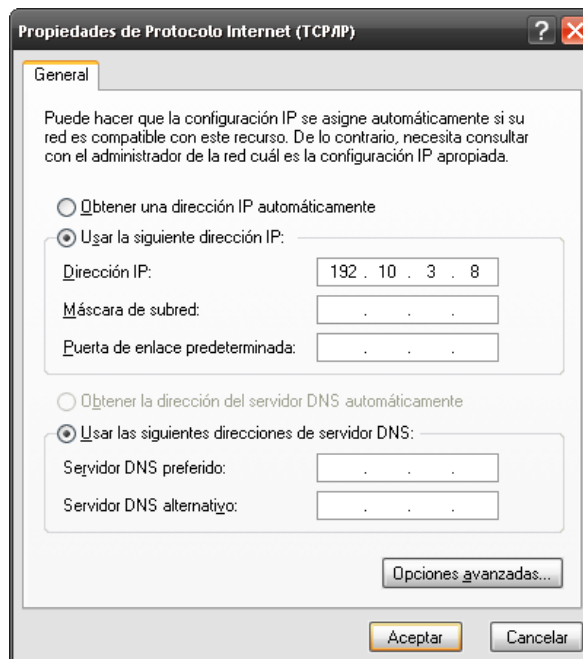 Propiedades de Protocolo Internet (TCP/IP)
General
Puede hacer que la configuración IP se asigne automáticamente si su
red es compatible con este recurso. De lo contrario, necesita consultar
con el administrador de la red cuál es la configuración IP apropiada.
Obtener una dirección IP automáticamente
Usar la siguiente dirección IP:
Dirección IP: 192 . 10 . 3 . 8
Máscara de subred: . . .
Puerta de enlace predeterminada: . . .
Obtener la dirección del servidor DNS automáticamente
Usar las siguientes direcciones de servidor DNS:
Servidor DNS preferido: . . .
Servidor DNS alternativo: . . .
Opciones avanzadas...
Aceptar Cancelar